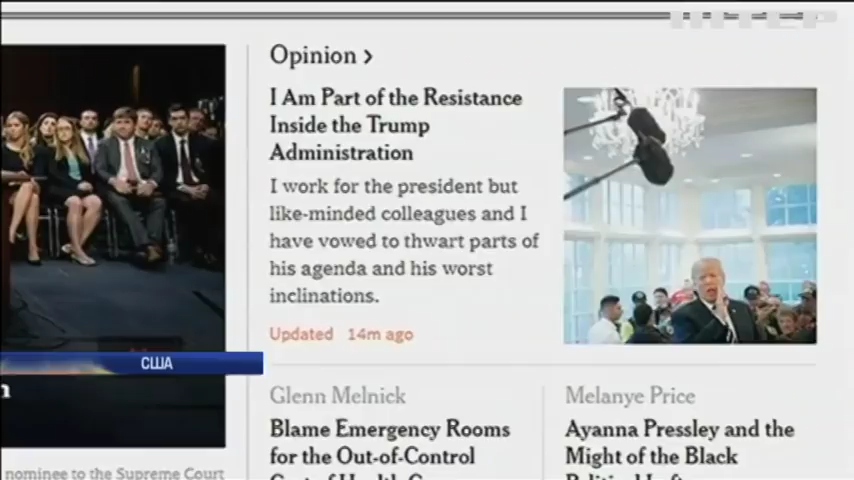 ІНТЕР
Opinion >
I Am Part of the Resistance
Inside the Trump
Administration
I work for the president but
like-minded colleagues and I
have vowed to thwart parts of
his agenda and his worst
inclinations.
Updated 14m ago
США
n
Glenn Melnick
Blame Emergency Rooms
for the Out-of-Control
Melanye Price
Ayanna Pressley and the
Might of the Black
nominee to the Supreme Court